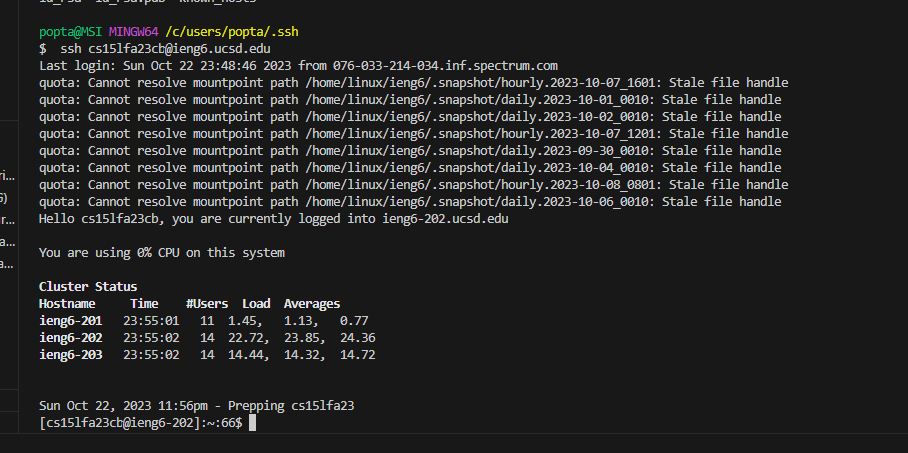 id_rsa id_rsa.pub known_hosts
popta@MSI MINGW64 /c/users/popta/.ssh
$ ssh cs15lfa23cb@ieng6.ucsd.edu
Last login: Sun Oct 22 23:48:46 2023 from 076-033-214-034.inf.spectrum.com
quota: Cannot resolve mountpoint path /home/linux/ieng6/.snapshot/hourly.2023-10-07_1601: Stale file handle
quota: Cannot resolve mountpoint path /home/linux/ieng6/.snapshot/daily.2023-10-01_0010: Stale file handle
quota: Cannot resolve mountpoint path /home/linux/ieng6/.snapshot/daily.2023-10-02_0010: Stale file handle
quota: Cannot resolve mountpoint path /home/linux/ieng6/.snapshot/hourly.2023-10-07_1201: Stale file handle
quota: Cannot resolve mountpoint path /home/linux/ieng6/.snapshot/daily.2023-09-30_0010: Stale file handle
quota: Cannot resolve mountpoint path /home/linux/ieng6/.snapshot/daily.2023-10-04_0010: Stale file handle
quota: Cannot resolve mountpoint path /home/linux/ieng6/.snapshot/hourly.2023-10-08_0801: Stale file handle
quota: Cannot resolve mountpoint path /home/linux/ieng6/.snapshot/daily.2023-10-06_0010: Stale file handle
Hello cs15lfa23cb, you are currently logged into ieng6-202.ucsd.edu
You are using 0% CPU on this system
Cluster Status
Hostname Time #Users Load Averages
ieng6-201 23:55:01 11 1.45, 1.13, 0.77
ieng6-202 23:55:02 14 22.72, 23.85, 24.36
ieng6-203 23:55:02 14 14.44, 14.32, 14.72
Sun Oct 22, 2023 11:56pm - Prepping cs15lfa23
[cs15lfa23cb@ieng6-202]:~:66$
ri...
G)
r...
a...
a...